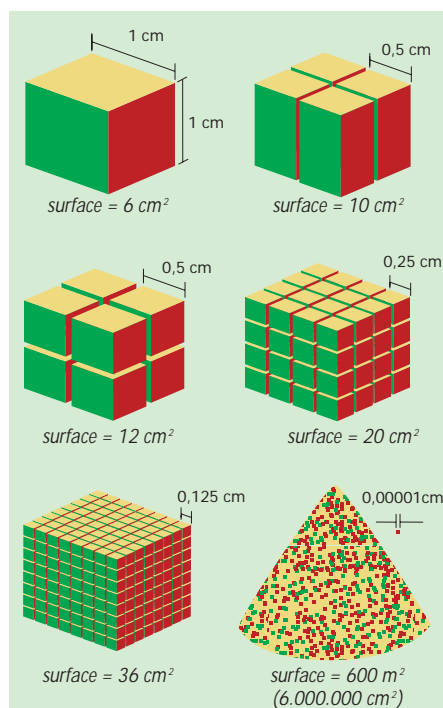 1 cm
1 cm
surface = 6 cm²
0,5 cm
surface = 10 cm²
0,5 cm
surface = 12 cm²
0,25 cm
surface = 20 cm²
0,125 cm
surface = 36 cm²
0,00001cm
surface = 600 m²
(6.000.000 cm²)